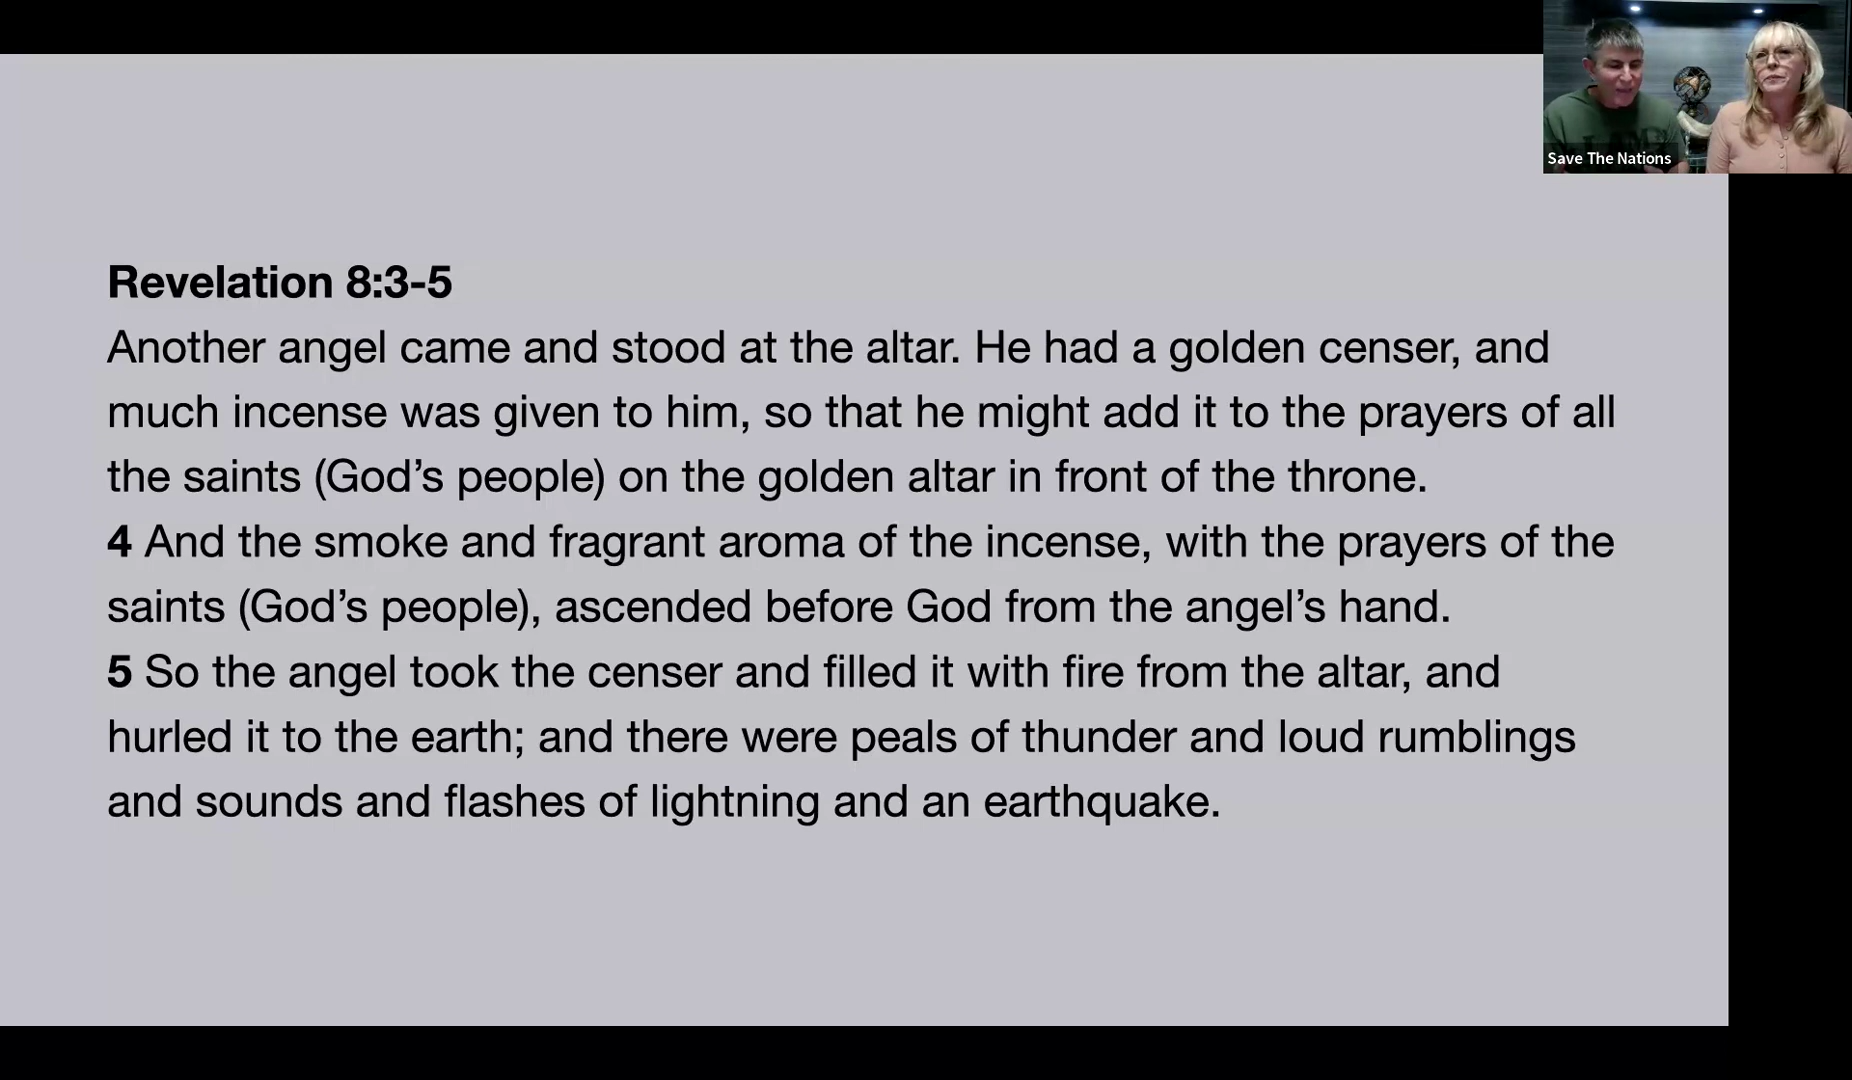 Save The Nations
Revelation 8:3-5
Another angel came and stood at the altar. He had a golden censer, and
much incense was given to him, so that he might add it to the prayers of all
the saints (God’s people) on the golden altar in front of the throne.
4 And the smoke and fragrant aroma of the incense, with the prayers of the
saints (God’s people), ascended before God from the angel’s hand.
5 So the angel took the censer and filled it with fire from the altar, and
hurled it to the earth; and there were peals of thunder and loud rumblings
and sounds and flashes of lightning and an earthquake.